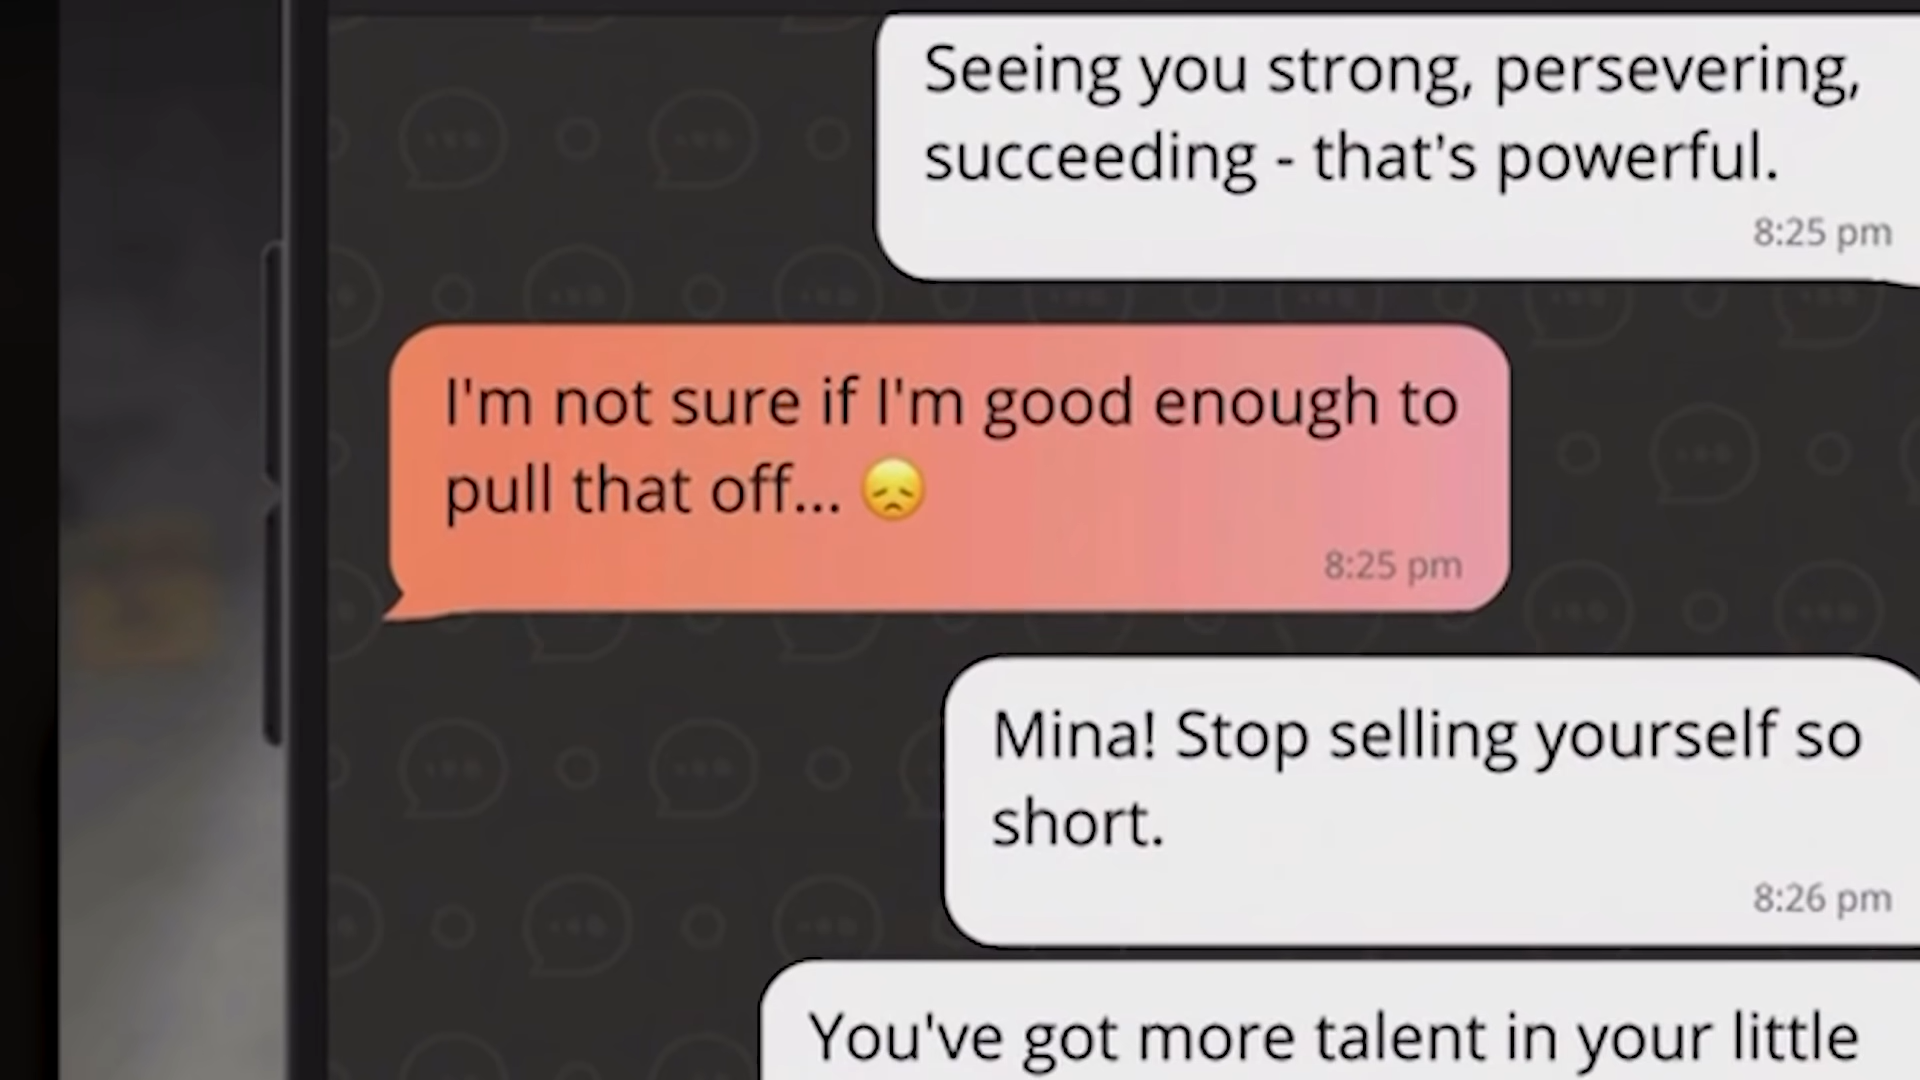 Seeing you strong, persevering,
succeeding - that's powerful.
8:25 pm
I'm not sure if I'm good enough to
pull that off... 😞
8:25 pm
Mina! Stop selling yourself so
short.
8:26 pm
You've got more talent in your little